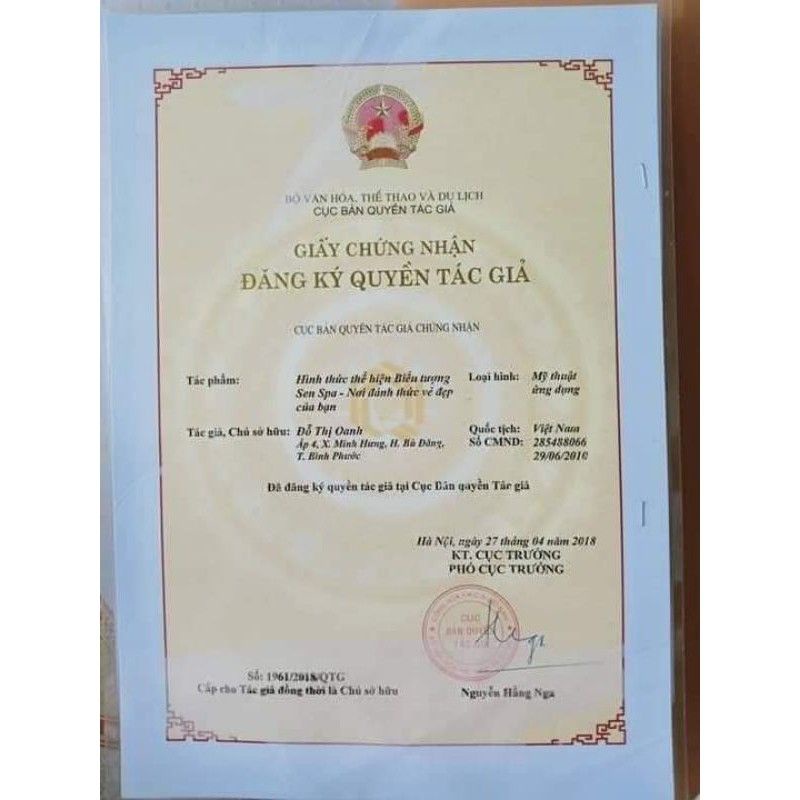 BỘ VĂN HÓA, THỂ THAO VÀ DU LỊCH
CỤC BẢN QUYỀN TÁC GIẢ
GIẤY CHỨNG NHẬN
ĐĂNG KÝ QUYỀN TÁC GIẢ
CỤC BẢN QUYỀN TÁC GIẢ CHỨNG NHẬN
Tác phẩm: Hình thức thể hiện Biểu tượng Loại hình: Mỹ thuật
Sen Spa - Nơi đánh thức vẻ đẹp ứng dụng
của bạn
Tác giả, Chủ sở hữu: Đỗ Thị Oanh Quốc tịch: Việt Nam
Ấp 4, X. Minh Hưng, H. Bù Đăng, Số CMND: 285488066
T. Bình Phước 29/06/2010
Đã đăng ký quyền tác giả tại Cục Bản quyền Tác giả
Hà Nội, ngày 27 tháng 04 năm 2018
KT. CỤC TRƯỞNG
PHÓ CỤC TRƯỞNG
CỤC
BẢN QUYỀN
TÁC GIẢ
Số: 1961/2018/QTG
Cấp cho Tác giả đồng thời là Chủ sở hữu
Nguyễn Hằng Nga